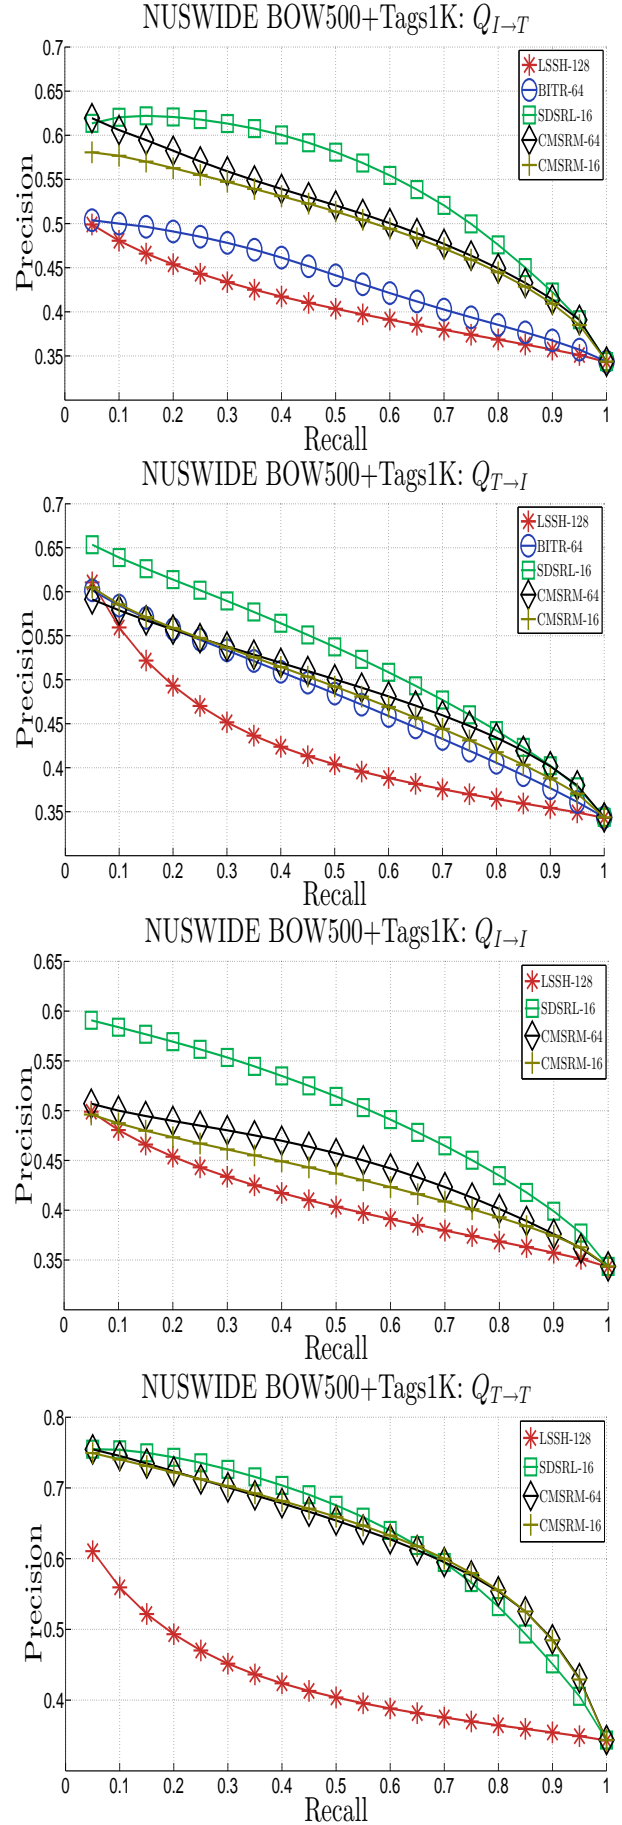 NUSWIDE BOW500+Tags1K: Q_{I→T}
0.7
0.65
0.6
0.55
0.5
0.45
0.4
0.35
Precision
LSSH-128
BITR-64
SDSRL-16
CMSRM-64
CMSRM-16
0 0.1 0.2 0.3 0.4 0.5 0.6 0.7 0.8 0.9 1
Recall
NUSWIDE BOW500+Tags1K: Q_{T→I}
0.7
0.65
0.6
0.55
0.5
0.45
0.4
0.35
Precision
LSSH-128
BITR-64
SDSRL-16
CMSRM-64
CMSRM-16
0 0.1 0.2 0.3 0.4 0.5 0.6 0.7 0.8 0.9 1
Recall
NUSWIDE BOW500+Tags1K: Q_{I→I}
0.65
0.6
0.55
0.5
0.45
0.4
0.35
Precision
LSSH-128
SDSRL-16
CMSRM-64
CMSRM-16
0 0.1 0.2 0.3 0.4 0.5 0.6 0.7 0.8 0.9 1
Recall
NUSWIDE BOW500+Tags1K: Q_{T→T}
0.8
0.7
0.6
0.5
0.4
Precision
LSSH-128
SDSRL-16
CMSRM-64
CMSRM-16
0 0.1 0.2 0.3 0.4 0.5 0.6 0.7 0.8 0.9 1
Recall